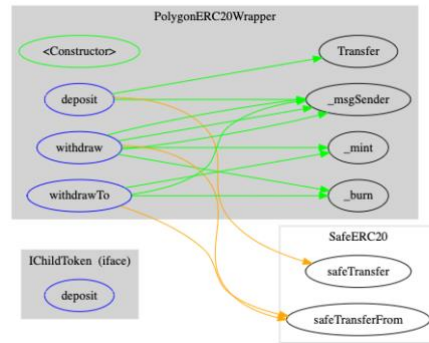 PolygonERC20Wrapper
<Constructor>
Transfer
deposit
_msgSender
withdraw
_mint
withdrawTo
_burn
SafeERC20
IChildToken (iface)
safeTransfer
deposit
safeTransferFrom